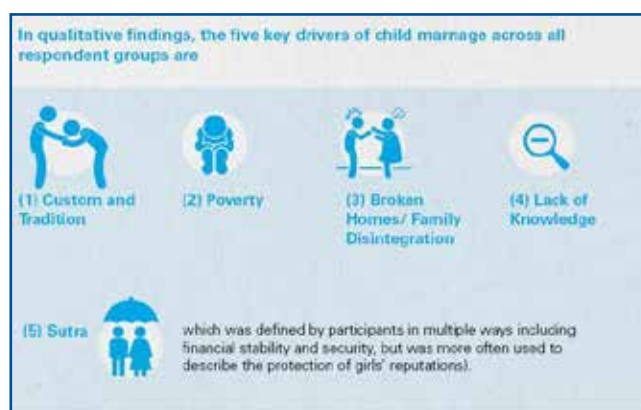 In qualitative findings, the five key drivers of child marnage across all
respondent groups are
(1) Custom and
Tradition
(2) Poverty
(3) Broken
Homes/ Family
Disintegration
(4) Lack of
Knowledge
(5) Sutra
which was defined by participants in multiple ways including
financial stability and security, but was more often used to
describe the protection of girls' reputations).